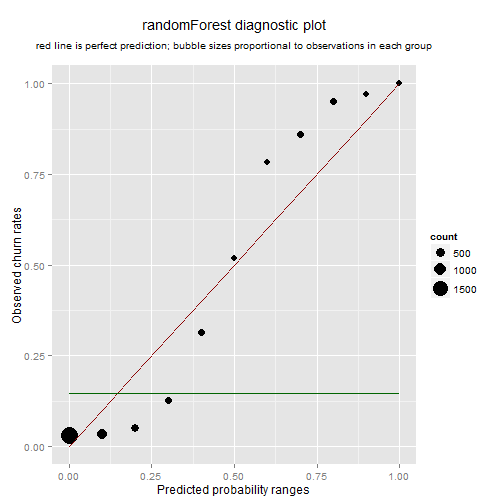 randomForest diagnostic plot
red line is perfect prediction; bubble sizes proportional to observations in each group
Observed churn rates
1.00
0.75
0.50
0.25
0.00
0.00 0.25 0.50 0.75 1.00
Predicted probability ranges
count
500
1000
1500